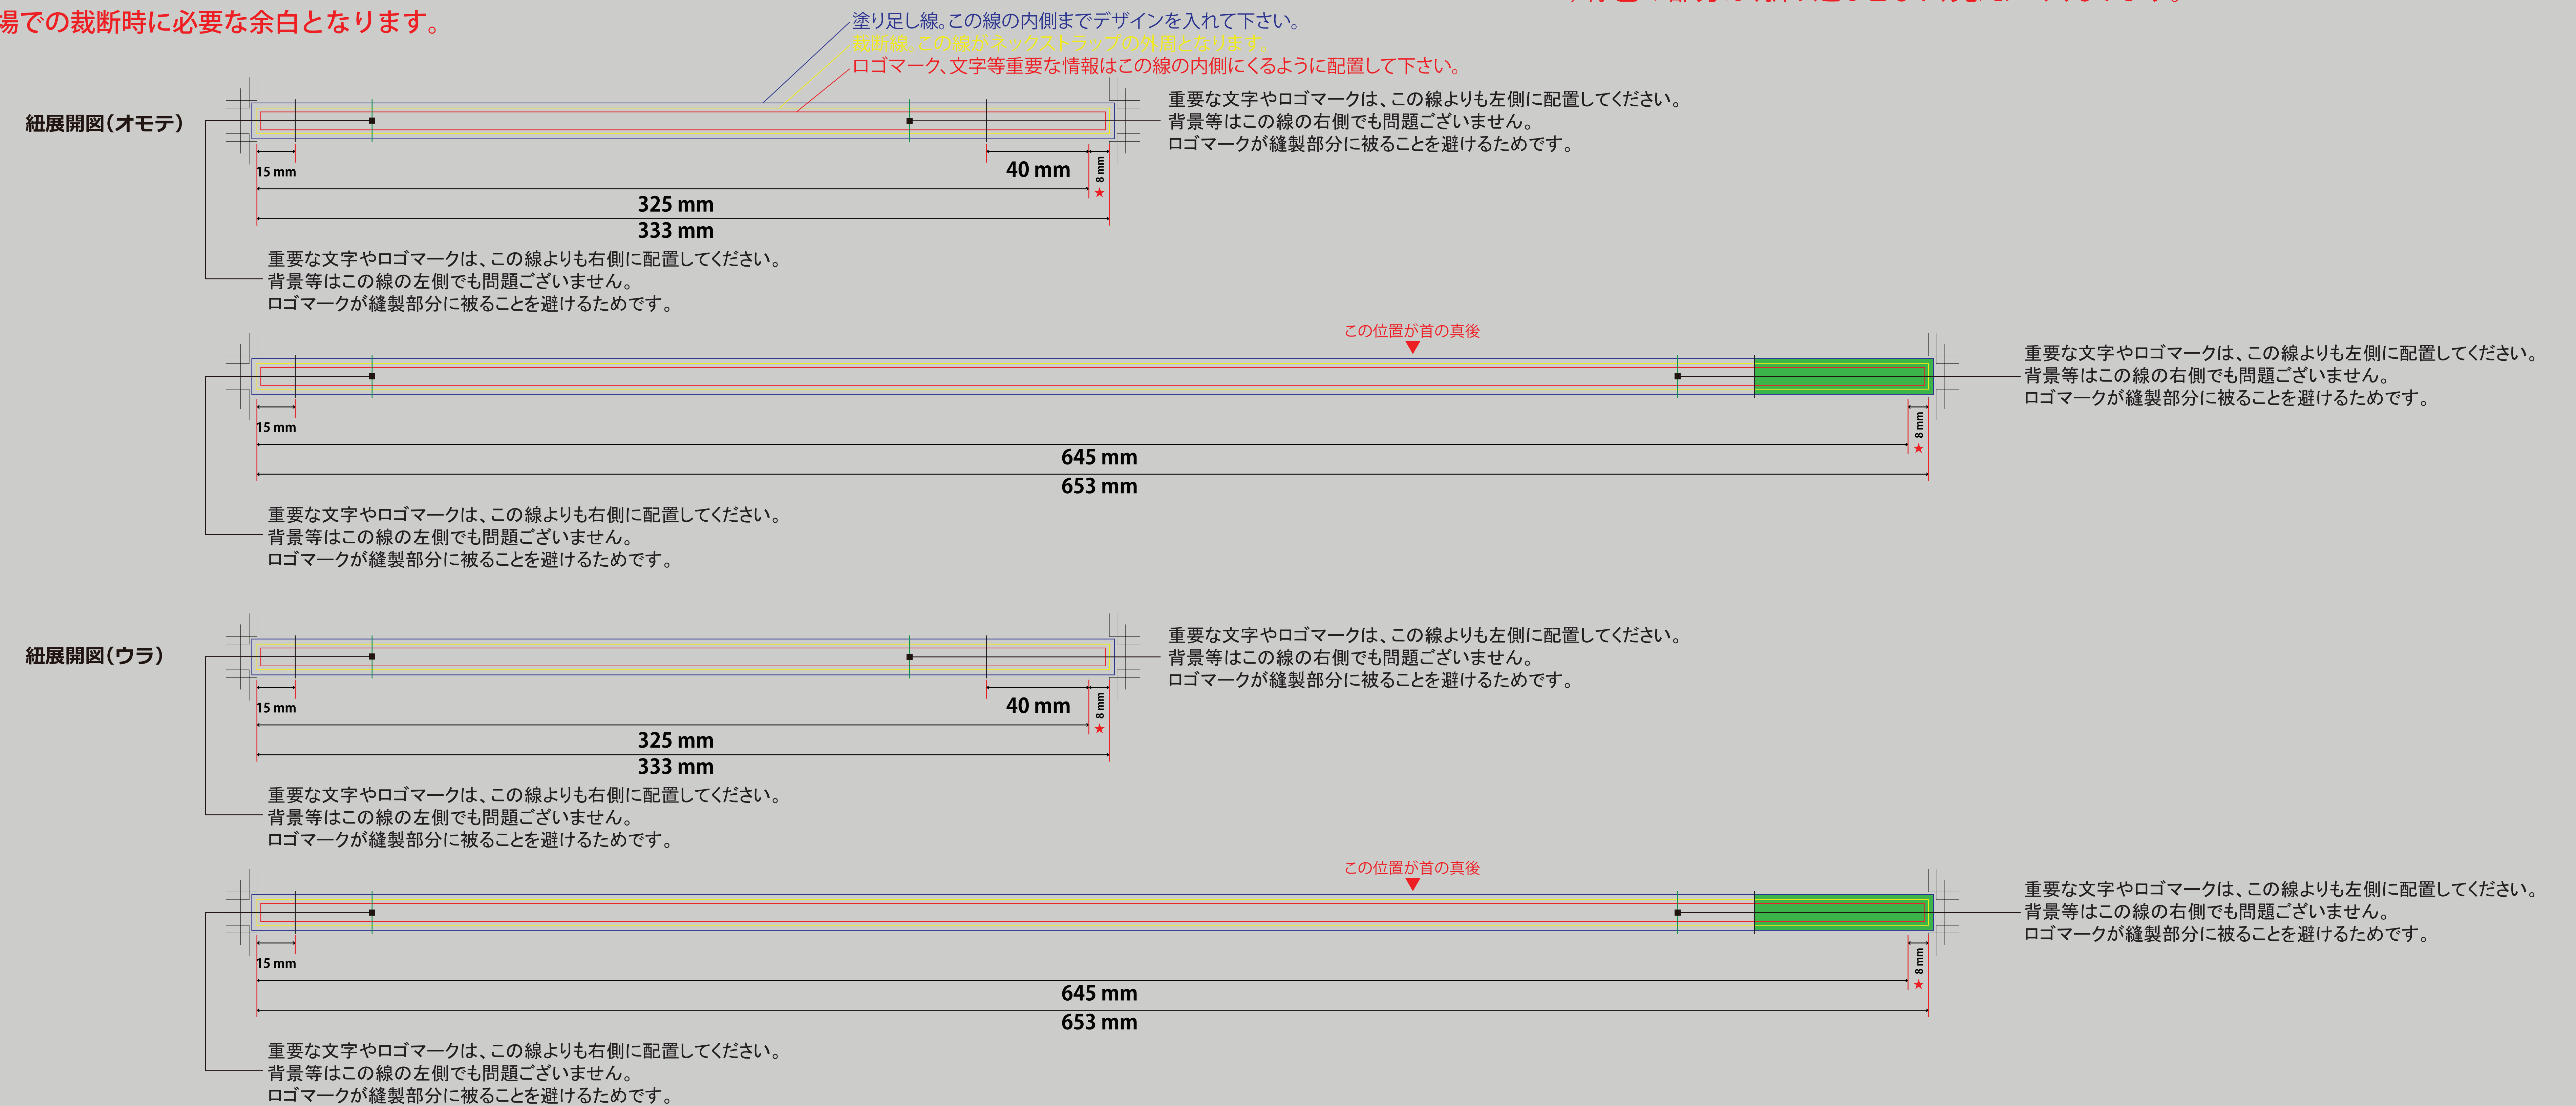 場での裁断時に必要な余白となります。
塗り足し線。この線の内側までデザインを入れて下さい。
裁断線。この線がネックストラップの外周となります。
ロゴマーク、文字等重要な情報はこの線の内側にくるように配置して下さい。
紐展開図(オモテ)
重要な文字やロゴマークは、この線よりも左側に配置してください。
背景等はこの線の右側でも問題ございません。
ロゴマークが縫製部分に被ることを避けるためです。
15 mm
40 mm
8 mm
★
325 mm
333 mm
重要な文字やロゴマークは、この線よりも右側に配置してください。
背景等はこの線の左側でも問題ございません。
ロゴマークが縫製部分に被ることを避けるためです。
この位置が首の真後
重要な文字やロゴマークは、この線よりも左側に配置してください。
背景等はこの線の右側でも問題ございません。
ロゴマークが縫製部分に被ることを避けるためです。
15 mm
8 mm
★
645 mm
653 mm
重要な文字やロゴマークは、この線よりも右側に配置してください。
背景等はこの線の左側でも問題ございません。
ロゴマークが縫製部分に被ることを避けるためです。
紐展開図(ウラ)
重要な文字やロゴマークは、この線よりも左側に配置してください。
背景等はこの線の右側でも問題ございません。
ロゴマークが縫製部分に被ることを避けるためです。
15 mm
40 mm
8 mm
★
325 mm
333 mm
重要な文字やロゴマークは、この線よりも右側に配置してください。
背景等はこの線の左側でも問題ございません。
ロゴマークが縫製部分に被ることを避けるためです。
この位置が首の真後
重要な文字やロゴマークは、この線よりも左側に配置してください。
背景等はこの線の右側でも問題ございません。
ロゴマークが縫製部分に被ることを避けるためです。
15 mm
8 mm
★
645 mm
653 mm
重要な文字やロゴマークは、この線よりも右側に配置してください。
背景等はこの線の左側でも問題ございません。
ロゴマークが縫製部分に被ることを避けるためです。